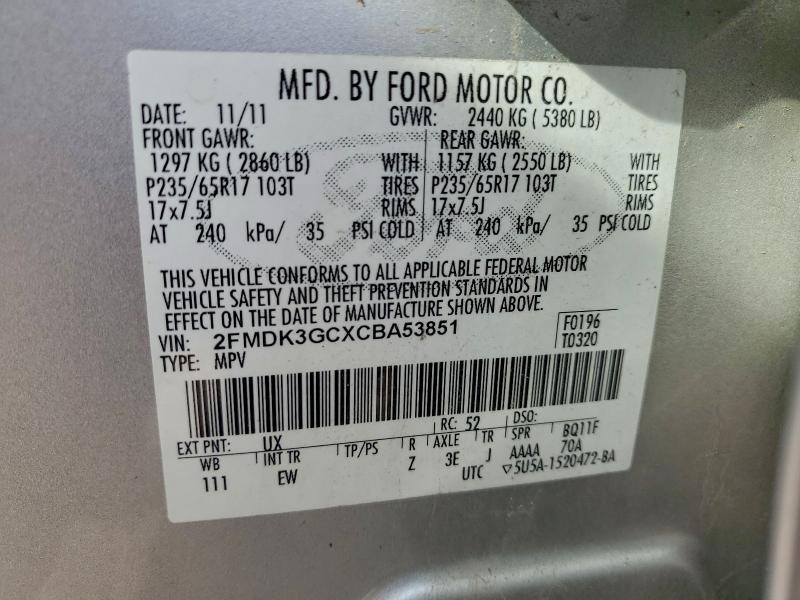 MFD. BY FORD MOTOR CO.
DATE: 11/11 GVWR: 2440 KG ( 5380 LB)
FRONT GAWR: REAR GAWR:
1297 KG ( 2860 LB) WITH 1157 KG ( 2550 LB) WITH
P235/65R17 103T TIRES P235/65R17 103T TIRES
17x7.5J RIMS 17x7.5J RIMS
AT 240 kPa/ 35 PSI COLD AT 240 kPa/ 35 PSI COLD
THIS VEHICLE CONFORMS TO ALL APPLICABLE FEDERAL MOTOR
VEHICLE SAFETY AND THEFT PREVENTION STANDARDS IN
EFFECT ON THE DATE OF MANUFACTURE SHOWN ABOVE.
VIN: 2FMDK3GCXCBA53851 F0196
TYPE: MPV T0320
EXT PNT: UX RC: 52 DSO:
WB INT TR TP/PS R AXLE TR SPR BQ11F
111 EW Z 3E J AAAA 70A
UTC ▽5U5A-1520472-BA